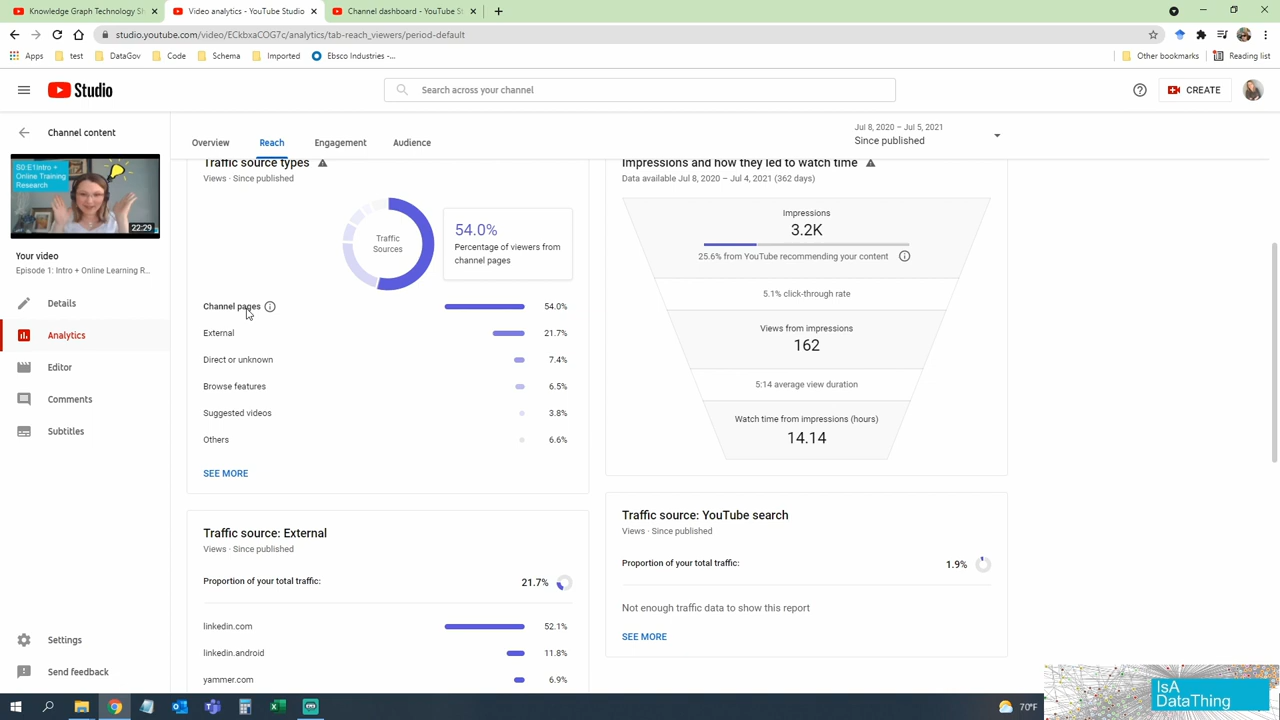 Knowledge Graph Technology S
Video analytics - YouTube Studio
Channel dashboard - YouTube S
studio.youtube.com/video/ECkbxaCOG7c/analytics/tab-reach_viewers/period-default
Apps
test
DataGov
Code
Schema
Imported
Ebsco Industries -...
Other bookmarks
Reading list
Studio
Search across your channel
CREATE
Channel content
Overview
Reach
Engagement
Audience
Jul 8, 2020 – Jul 5, 2021
Since published
S0:E1Intro +
Online Training
Research
22:29
Your video
Episode 1: Intro + Online Learning R...
Details
Analytics
Editor
Comments
Subtitles
Settings
Send feedback
Traffic source types
Views · Since published
Traffic
Sources
54.0%
Percentage of viewers from
channel pages
Channel pages
54.0%
External
21.7%
Direct or unknown
7.4%
Browse features
6.5%
Suggested videos
3.8%
Others
6.6%
SEE MORE
Impressions and how they led to watch time
Data available Jul 8, 2020 – Jul 4, 2021 (362 days)
Impressions
3.2K
25.6% from YouTube recommending your content
5.1% click-through rate
Views from impressions
162
5:14 average view duration
Watch time from impressions (hours)
14.14
Traffic source: External
Views · Since published
Proportion of your total traffic:
21.7%
linkedin.com
52.1%
linkedin.android
11.8%
yammer.com
6.9%
Traffic source: YouTube search
Views · Since published
Proportion of your total traffic:
1.9%
Not enough traffic data to show this report
SEE MORE
70°F
IsA
DataThing